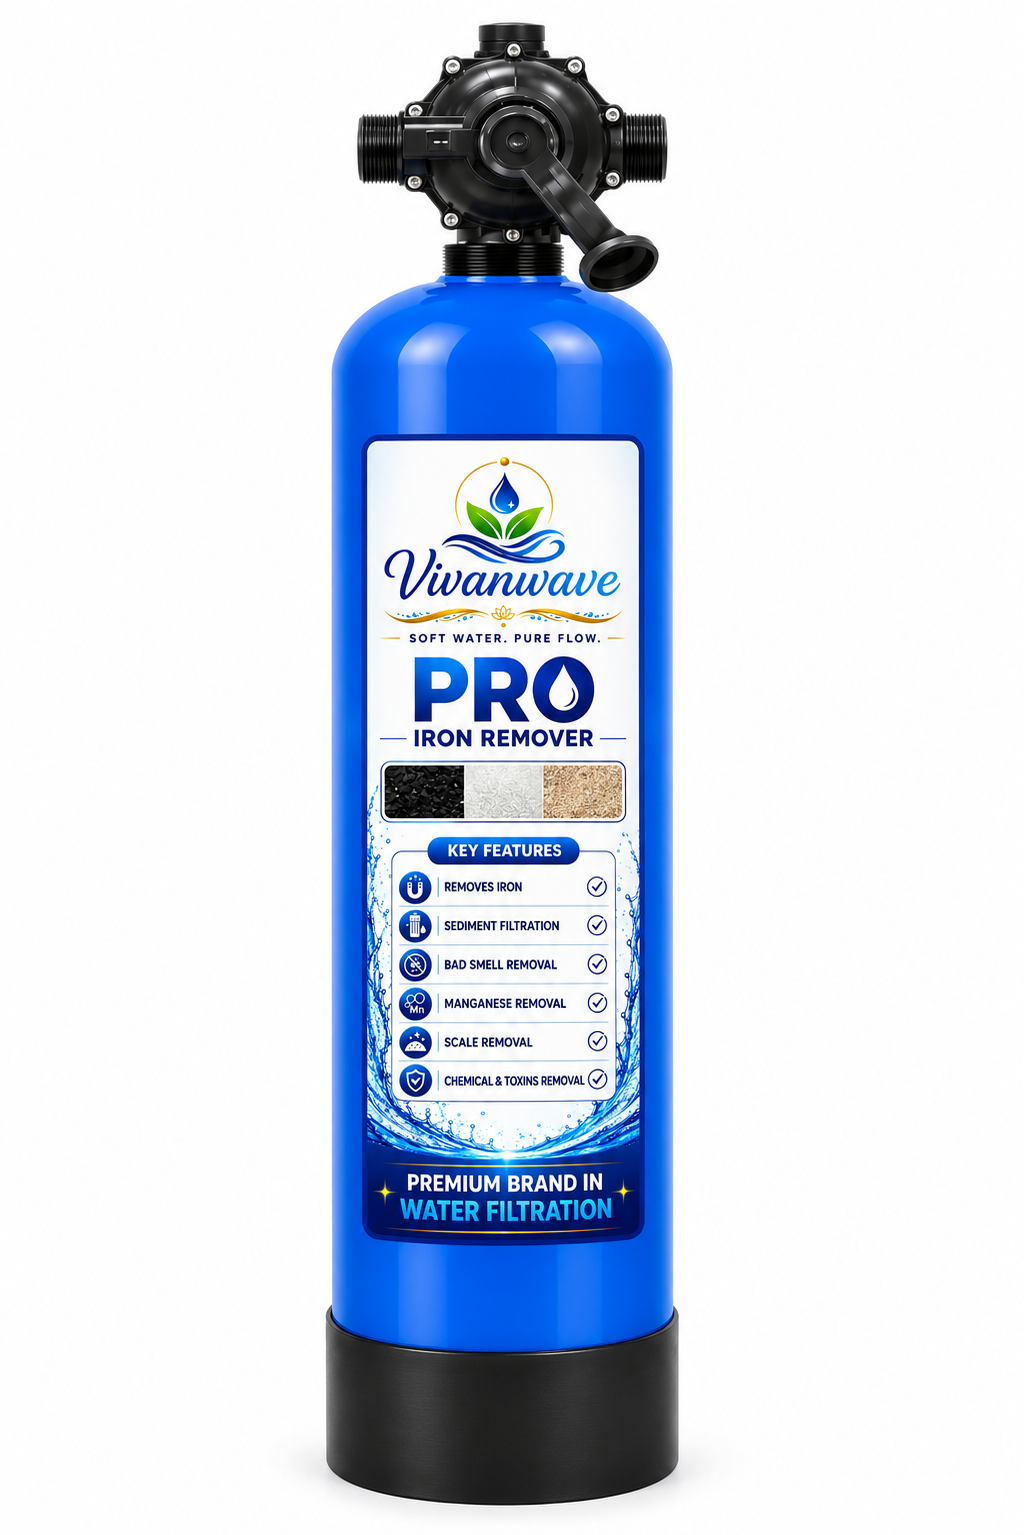 Vivanwave
SOFT WATER. PURE FLOW.
PRO
IRON REMOVER
KEY FEATURES
REMOVES IRON
SEDIMENT FILTRATION
BAD SMELL REMOVAL
Mn
MANGANESE REMOVAL
SCALE REMOVAL
CHEMICAL & TOXINS REMOVAL
PREMIUM BRAND IN
WATER FILTRATION